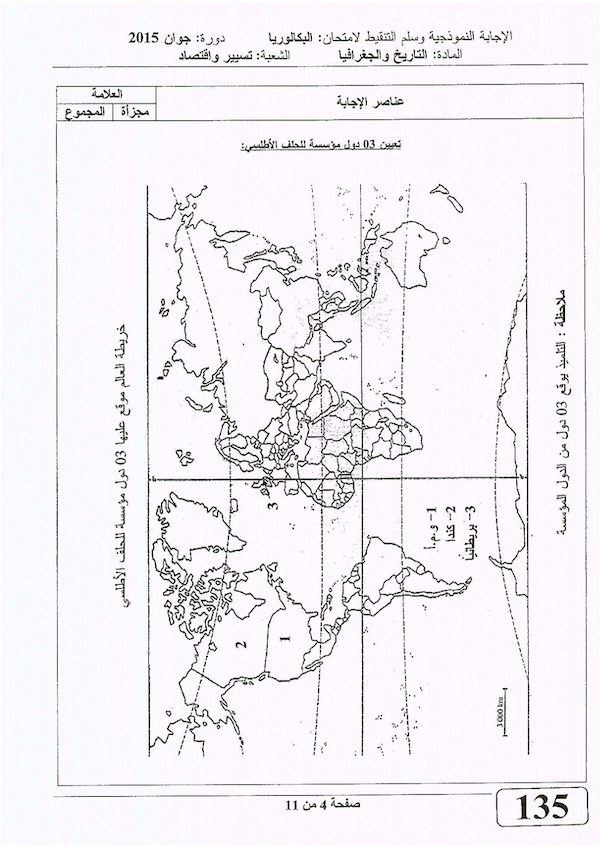 الإجابة النموذجية وسلم التنقيط لامتحان: البكالوريا دورة: جوان 2015
المادة: التاريخ والجغرافيا الشعبة: تسيير واقتصاد
العلامة
عناصر الإجابة
المجموع مجزأة
تعيين 03 دول مؤسسة للحلف الأطلسي:
خريطة العالم موقع عليها 03 دول مؤسسة للحلف الأطلسي
3
2
1
1- و.م.أ
2- كندا
3- بريطانيا
3 000 km
ملاحظة : التلميذ يوقع 03 دول من الدول المؤسسة
صفحة 4 من 11
135